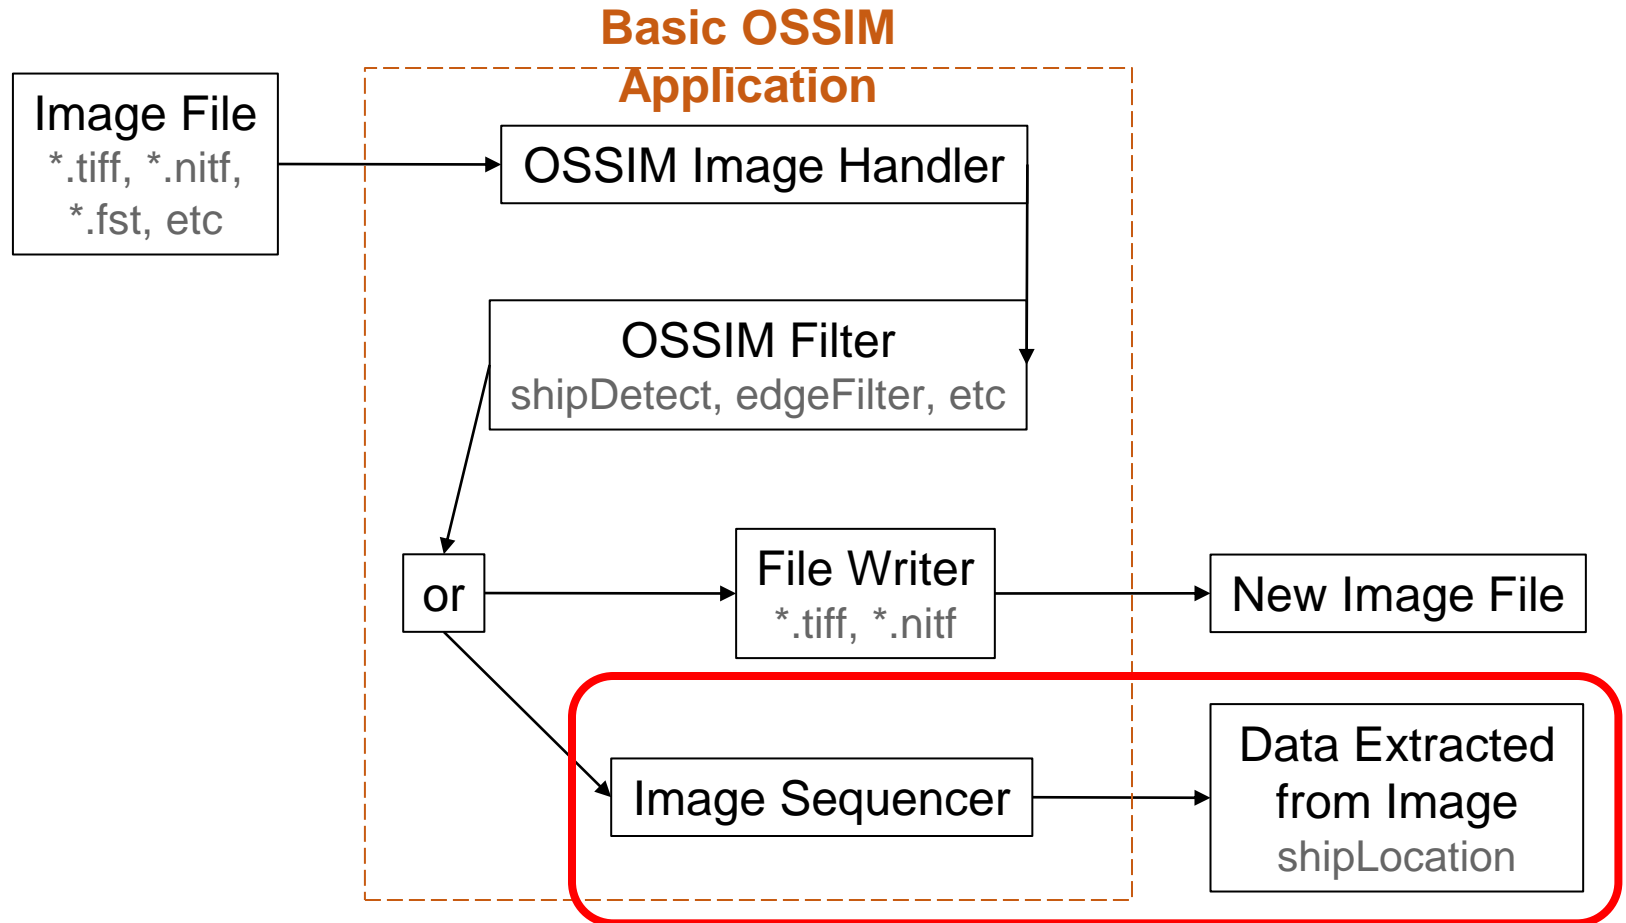 Basic OSSIM
Application
Image File
*.tiff, *.nitf,
*.fst, etc
OSSIM Image Handler
OSSIM Filter
shipDetect, edgeFilter, etc
or
File Writer
*.tiff, *.nitf
New Image File
Image Sequencer
Data Extracted
from Image
shipLocation